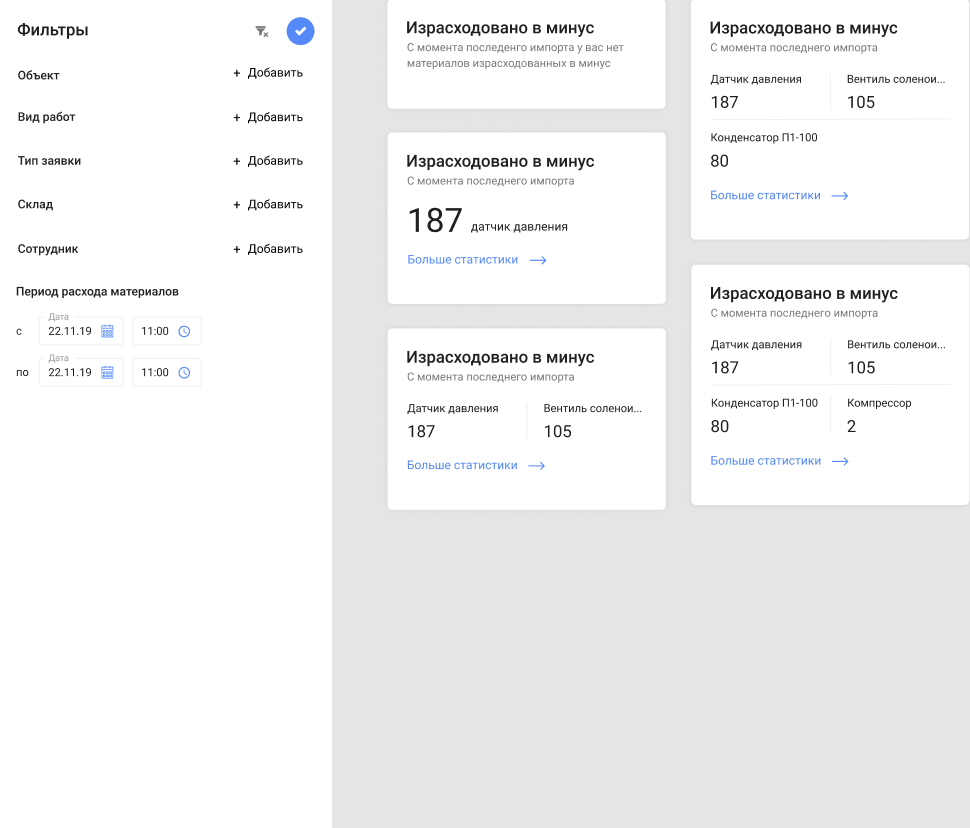 Фильтры
Объект
+ Добавить
Вид работ
+ Добавить
Тип заявки
+ Добавить
Склад
+ Добавить
Сотрудник
+ Добавить
Период расхода материалов
с
Дата
22.11.19
11:00
по
Дата
22.11.19
11:00
Израсходовано в минус
С момента последенго импорта у вас нет
материалов израсходованных в минус
Израсходовано в минус
С момента последнего импорта
187 датчик давления
Больше статистики
Израсходовано в минус
С момента последнего импорта
Датчик давления
187
Вентиль соленои...
105
Больше статистики
Израсходовано в минус
С момента последнего импорта
Датчик давления
187
Вентиль соленои...
105
Конденсатор П1-100
80
Больше статистики
Израсходовано в минус
С момента последнего импорта
Датчик давления
187
Вентиль соленои...
105
Конденсатор П1-100
80
Компрессор
2
Больше статистики